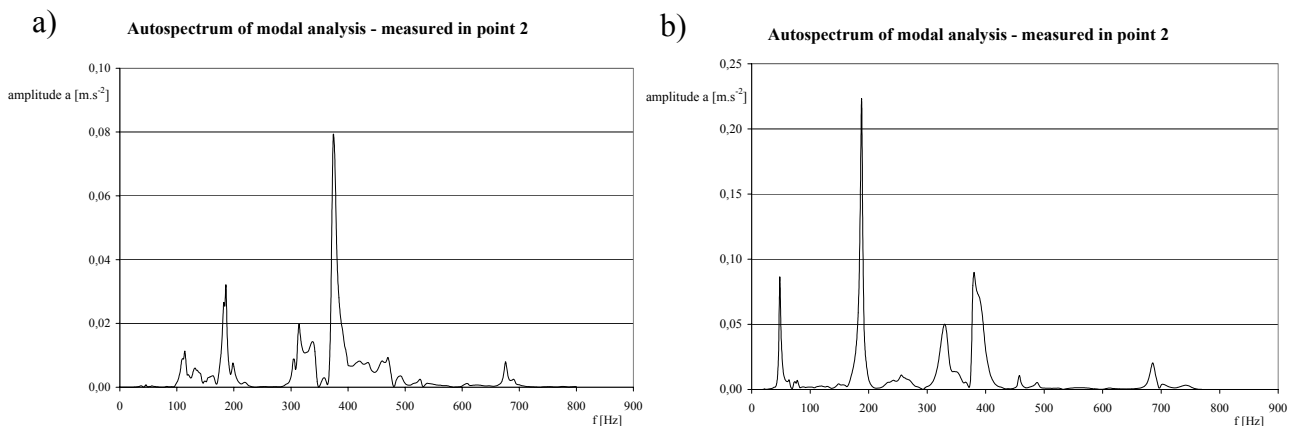 a)
Autospectrum of modal analysis - measured in point 2
amplitude a [m.s-2]
0,10
0,08
0,06
0,04
0,02
0,00
0 100 200 300 400 500 600 700 800 900
f [Hz]
b)
Autospectrum of modal analysis - measured in point 2
amplitude a [m.s-2]
0,25
0,20
0,15
0,10
0,05
0,00
0 100 200 300 400 500 600 700 800 900
f [Hz]